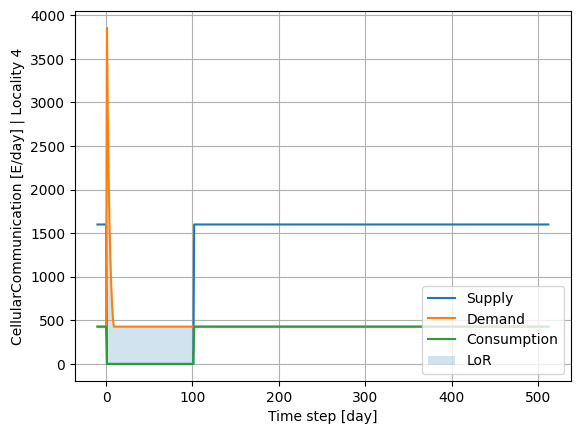 4000
3500
3000
2500
2000
1500
1000
500
0
CellularCommunication [E/day] | Locality 4
0 100 200 300 400 500
Time step [day]
Supply
Demand
Consumption
LoR